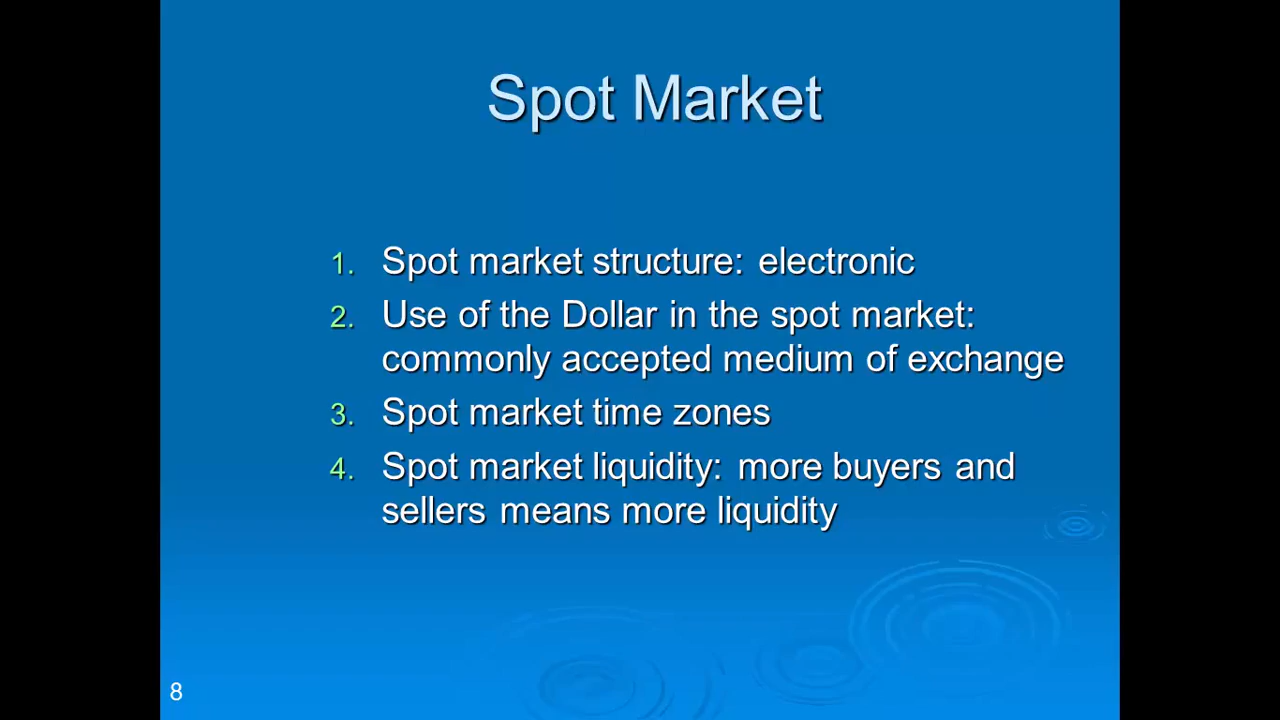 Spot Market
1. Spot market structure: electronic
2. Use of the Dollar in the spot market:
commonly accepted medium of exchange
3. Spot market time zones
4. Spot market liquidity: more buyers and
sellers means more liquidity
8